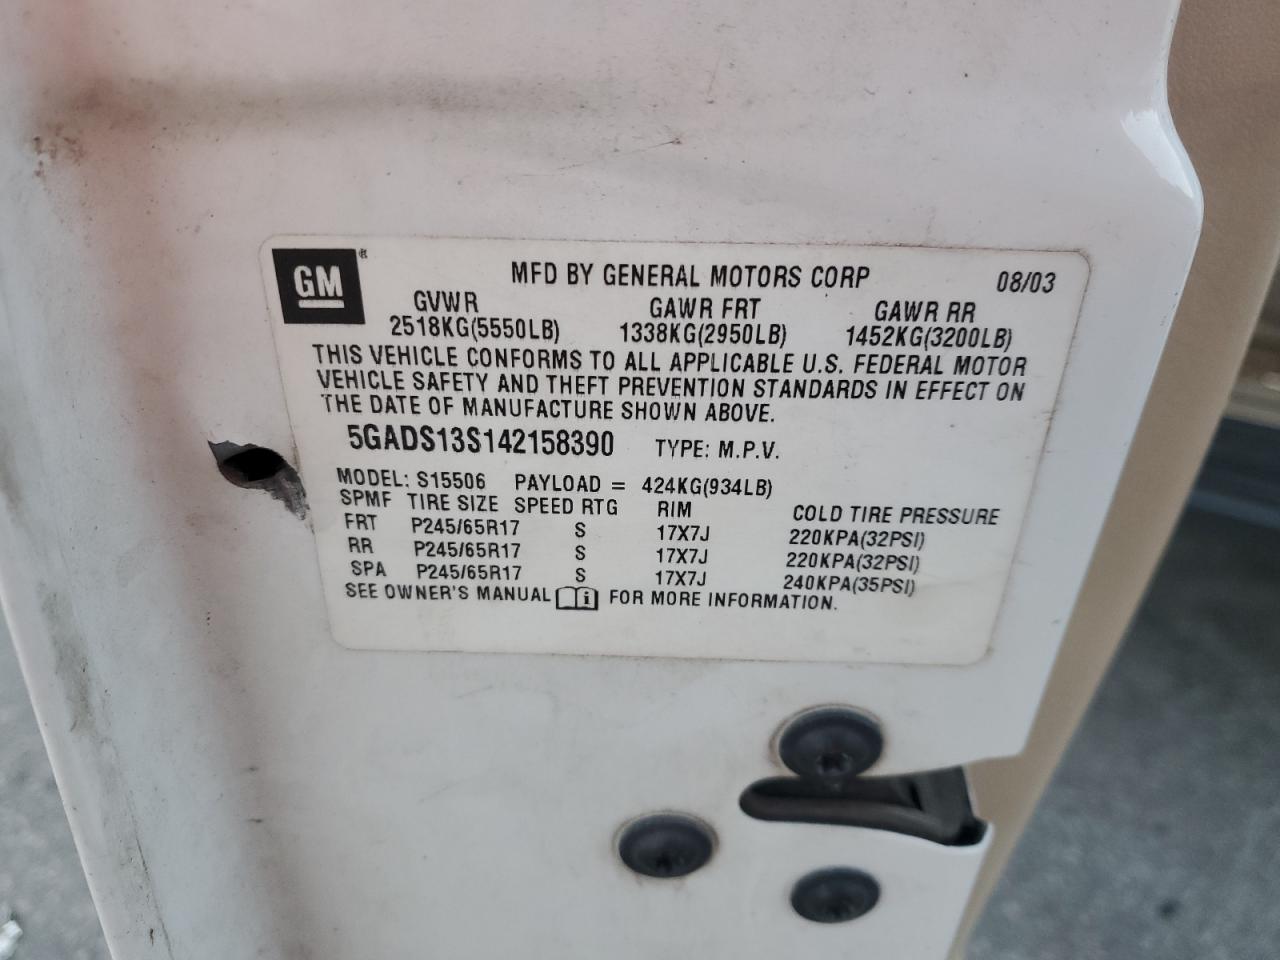 GM ®
MFD BY GENERAL MOTORS CORP 08/03
GVWR GAWR FRT GAWR RR
2518KG(5550LB) 1338KG(2950LB) 1452KG(3200LB)
THIS VEHICLE CONFORMS TO ALL APPLICABLE U.S. FEDERAL MOTOR
VEHICLE SAFETY AND THEFT PREVENTION STANDARDS IN EFFECT ON
THE DATE OF MANUFACTURE SHOWN ABOVE.
5GADS13S142158390 TYPE: M.P.V.
MODEL: S15506 PAYLOAD = 424KG(934LB)
SPMF TIRE SIZE SPEED RTG RIM COLD TIRE PRESSURE
FRT P245/65R17 S 17X7J 220KPA(32PSI)
RR P245/65R17 S 17X7J 220KPA(32PSI)
SPA P245/65R17 S 17X7J 240KPA(35PSI)
SEE OWNER'S MANUAL i FOR MORE INFORMATION.